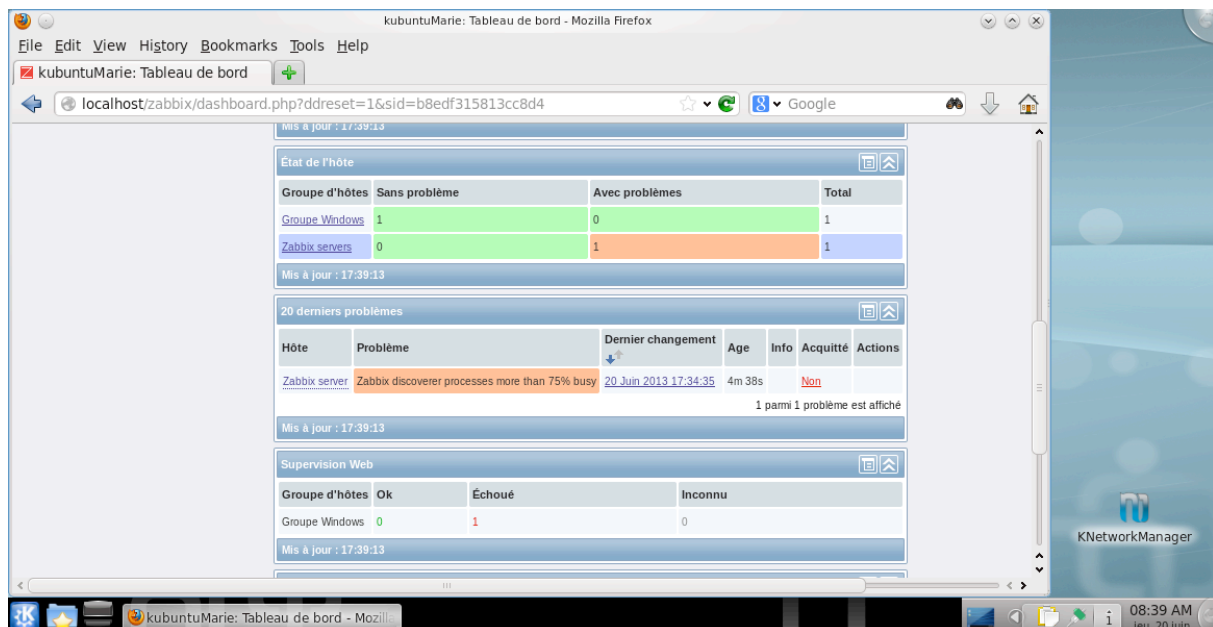 kubuntuMarie: Tableau de bord - Mozilla Firefox
File Edit View History Bookmarks Tools Help
kubuntuMarie: Tableau de bord
localhost/zabbix/dashboard.php?ddreset=1&sid=b8edf315813cc8d4
Google
Mis à jour : 17:39:13
État de l'hôte
Groupe d'hôtes Sans problème Avec problèmes Total
Groupe Windows 1 0 1
Zabbix servers 0 1 1
Mis à jour : 17:39:13
20 derniers problèmes
Hôte Problème Dernier changement Age Info Acquitté Actions
Zabbix server Zabbix discoverer processes more than 75% busy 20 Juin 2013 17:34:35 4m 38s Non
1 parmi 1 problème est affiché
Mis à jour : 17:39:13
Supervision Web
Groupe d'hôtes Ok Échoué Inconnu
Groupe Windows 0 1 0
Mis à jour : 17:39:13
KNetworkManager
kubuntuMarie: Tableau de bord - Mozill
08:39 AM
jeu. 20 juin